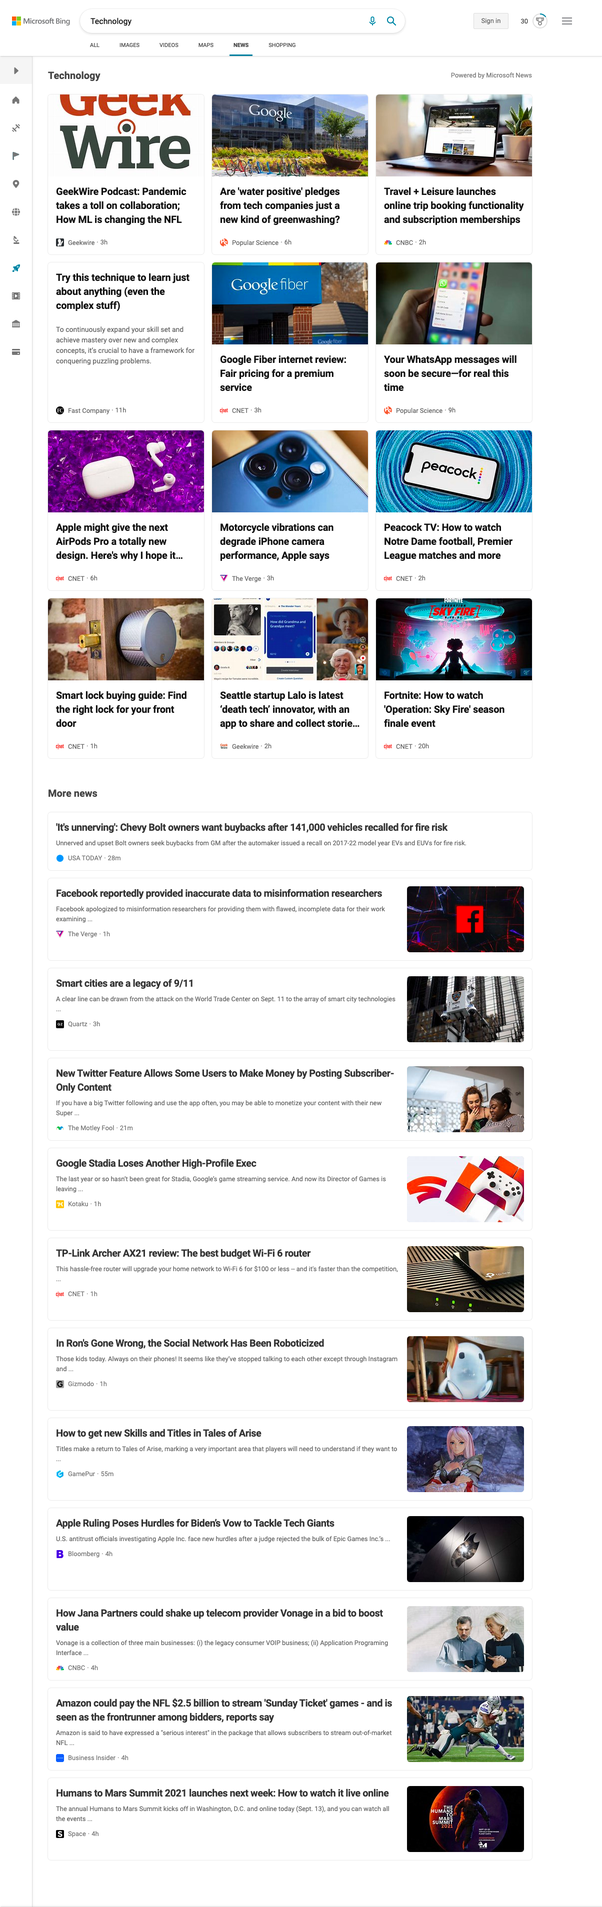 Microsoft Bing
Technology
Sign in
30
ALL
IMAGES
VIDEOS
MAPS
NEWS
SHOPPING
Technology
Powered by Microsoft News
Geek
Wire
GeekWire Podcast: Pandemic
takes a toll on collaboration;
How ML is changing the NFL
Geekwire · 3h
Google
Are 'water positive' pledges
from tech companies just a
new kind of greenwashing?
Popular Science · 6h
Travel + Leisure launches
online trip booking functionality
and subscription memberships
CNBC · 2h
Try this technique to learn just
about anything (even the
complex stuff)
To continuously expand your skill set and
achieve mastery over new and complex
concepts, it's crucial to have a framework for
conquering puzzling problems.
Fast Company · 11h
Google fiber
Google Fiber internet review:
Fair pricing for a premium
service
CNET · 3h
Your WhatsApp messages will
soon be secure—for real this
time
Popular Science · 9h
Apple might give the next
AirPods Pro a totally new
design. Here's why I hope it...
CNET · 6h
Motorcycle vibrations can
degrade iPhone camera
performance, Apple says
The Verge · 3h
peacock
Peacock TV: How to watch
Notre Dame football, Premier
League matches and more
CNET · 2h
Smart lock buying guide: Find
the right lock for your front
door
CNET · 1h
Seattle startup Lalo is latest
'death tech' innovator, with an
app to share and collect storie...
Geekwire · 2h
SKY FIRE
Fortnite: How to watch
'Operation: Sky Fire' season
finale event
CNET · 20h
More news
'It's unnerving': Chevy Bolt owners want buybacks after 141,000 vehicles recalled for fire risk
Unnerved and upset Bolt owners seek buybacks from GM after the automaker issued a recall on 2017-22 model year EVs and EUVs for fire risk.
USA TODAY · 28m
Facebook reportedly provided inaccurate data to misinformation researchers
Facebook apologized to misinformation researchers for providing them with flawed, incomplete data for their work
examining ...
The Verge · 1h
Smart cities are a legacy of 9/11
A clear line can be drawn from the attack on the World Trade Center on Sept. 11 to the array of smart city technologies
...
Quartz · 3h
New Twitter Feature Allows Some Users to Make Money by Posting Subscriber-
Only Content
If you have a big Twitter following and use the app often, you may be able to monetize your content with their new
Super ...
The Motley Fool · 21m
Google Stadia Loses Another High-Profile Exec
The last year or so hasn't been great for Stadia, Google's game streaming service. And now its Director of Games is
leaving ...
Kotaku · 1h
TP-Link Archer AX21 review: The best budget Wi-Fi 6 router
This hassle-free router will upgrade your home network to Wi-Fi 6 for $100 or less -- and it's faster than the competition,
...
CNET · 1h
In Ron's Gone Wrong, the Social Network Has Been Roboticized
Those kids today. Always on their phones! It seems like they've stopped talking to each other except through Instagram
and ...
Gizmodo · 1h
How to get new Skills and Titles in Tales of Arise
Titles make a return to Tales of Arise, marking a very important area that players will need to understand if they want to
...
GamePur · 55m
Apple Ruling Poses Hurdles for Biden's Vow to Tackle Tech Giants
U.S. antitrust officials investigating Apple Inc. face new hurdles after a judge rejected the bulk of Epic Games Inc.'s ...
Bloomberg · 4h
How Jana Partners could shake up telecom provider Vonage in a bid to boost
value
Vonage is a collection of three main businesses: (i) the legacy consumer VOIP business; (ii) Application Programing
Interface ...
CNBC · 4h
Amazon could pay the NFL $2.5 billion to stream 'Sunday Ticket' games - and is
seen as the frontrunner among bidders, reports say
Amazon is said to have expressed a "serious interest" in the package that allows subscribers to stream out-of-market
NFL ...
Business Insider · 4h
Humans to Mars Summit 2021 launches next week: How to watch it live online
The annual Humans to Mars Summit kicks off in Washington, D.C. and online today (Sept. 13), and you can watch all
the events ...
Space · 4h
THE
HUMANS
TO
MARS
SUMMIT
2021